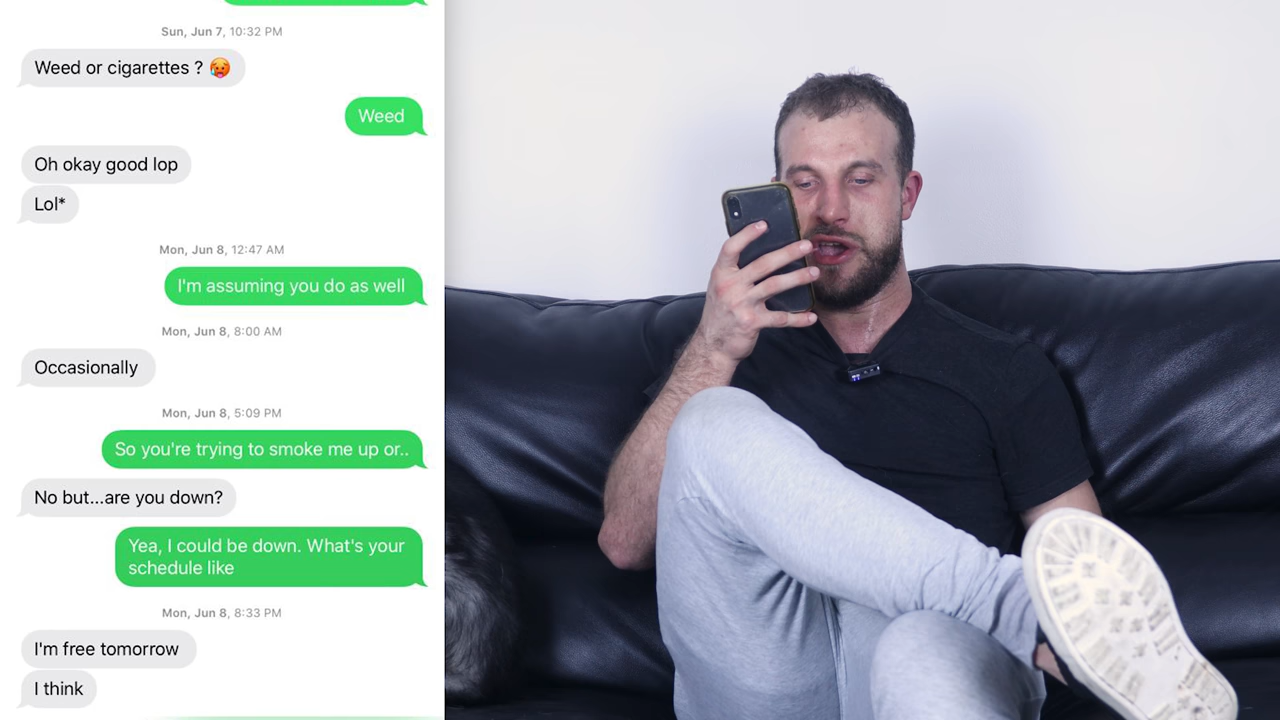 Sun, Jun 7, 10:32 PM
Weed or cigarettes ? 🥵
Weed
Oh okay good lop
Lol*
Mon, Jun 8, 12:47 AM
I'm assuming you do as well
Mon, Jun 8, 8:00 AM
Occasionally
Mon, Jun 8, 5:09 PM
So you're trying to smoke me up or..
No but...are you down?
Yea, I could be down. What's your
schedule like
Mon, Jun 8, 8:33 PM
I'm free tomorrow
I think